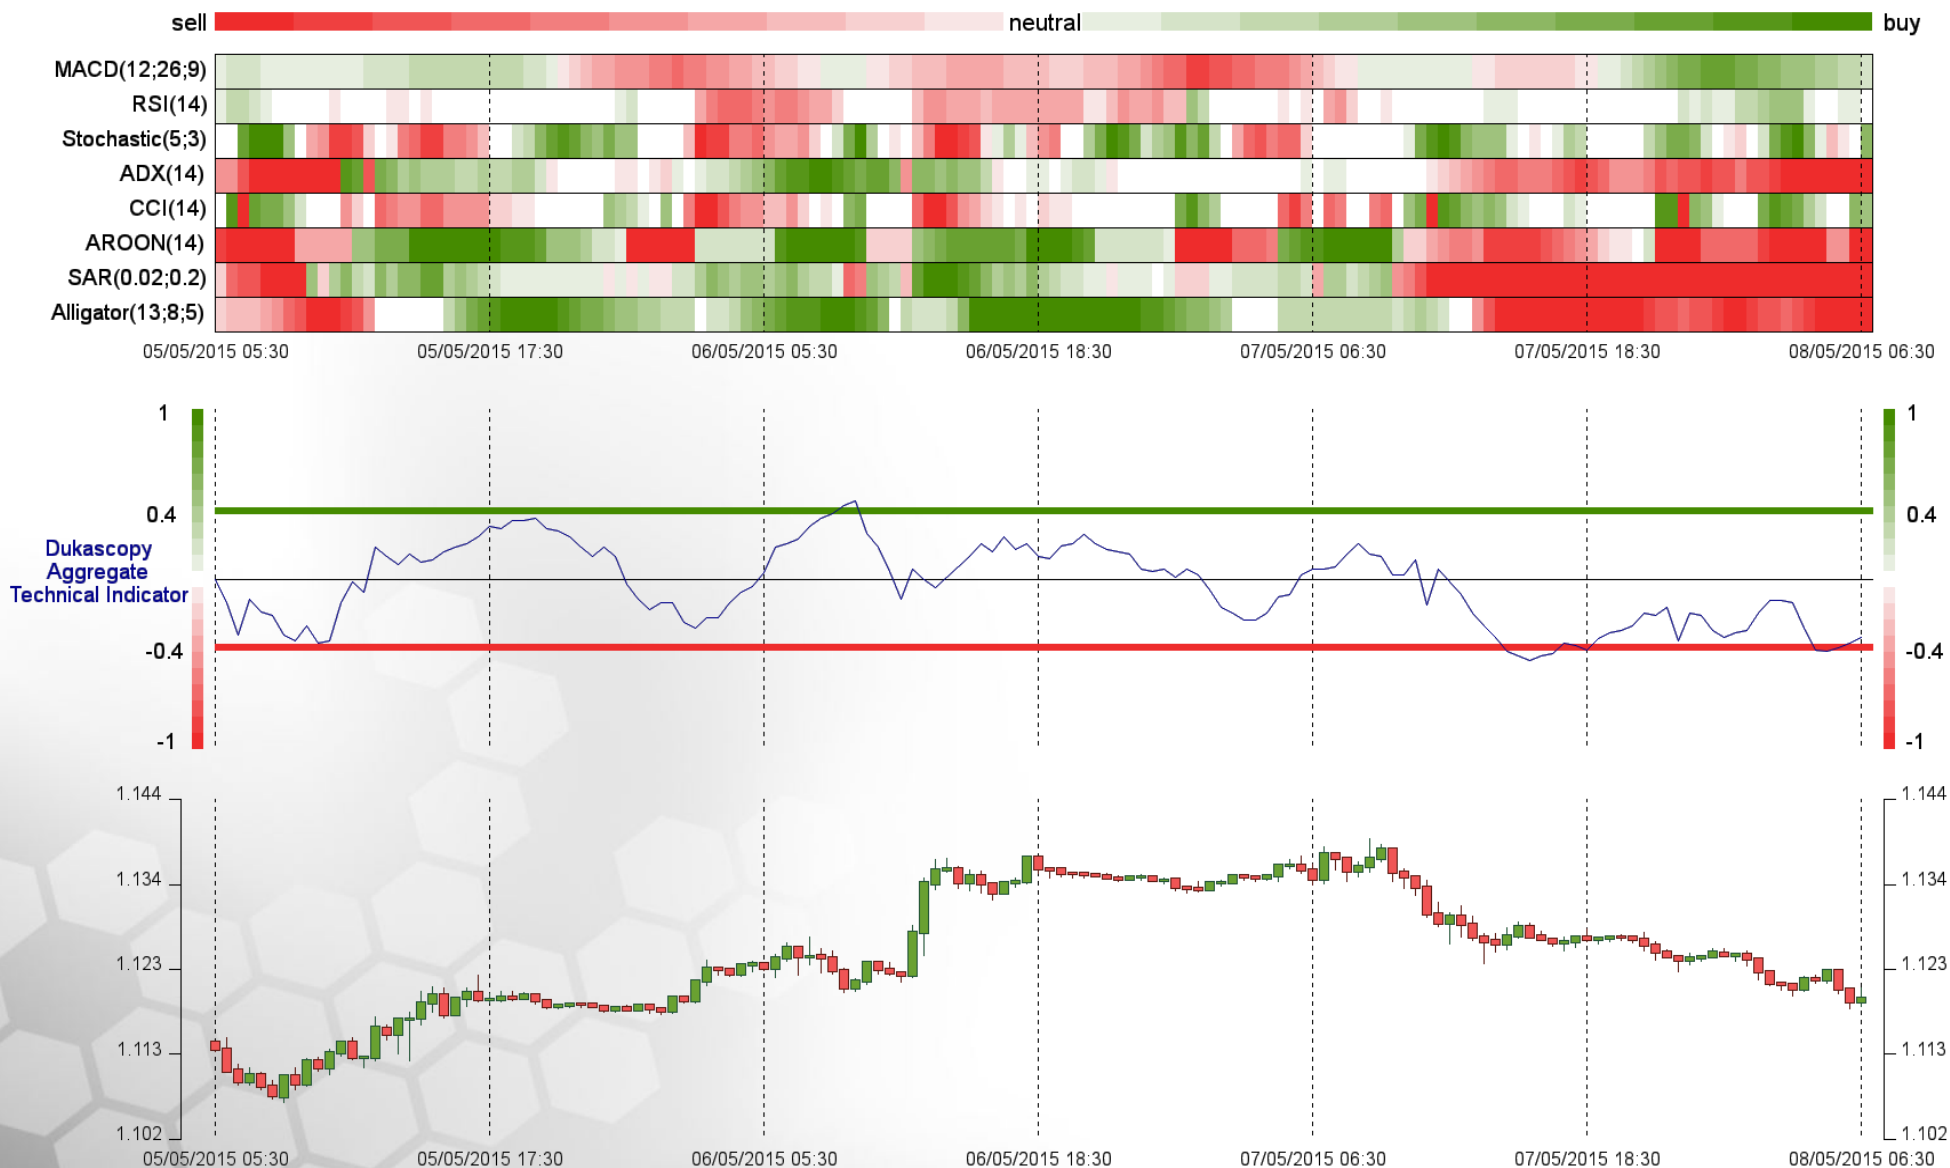 sell neutral buy
MACD(12;26;9)
RSI(14)
Stochastic(5;3)
ADX(14)
CCI(14)
AROON(14)
SAR(0.02;0.2)
Alligator(13;8;5)
05/05/2015 05:30 05/05/2015 17:30 06/05/2015 05:30 06/05/2015 18:30 07/05/2015 06:30 07/05/2015 18:30 08/05/2015 06:30
1 1
0.4 0.4
Dukascopy
Aggregate
Technical Indicator
-0.4 -0.4
-1 -1
1.144 1.144
1.134 1.134
1.123 1.123
1.113 1.113
1.102 1.102
05/05/2015 05:30 05/05/2015 17:30 06/05/2015 05:30 06/05/2015 18:30 07/05/2015 06:30 07/05/2015 18:30 08/05/2015 06:30